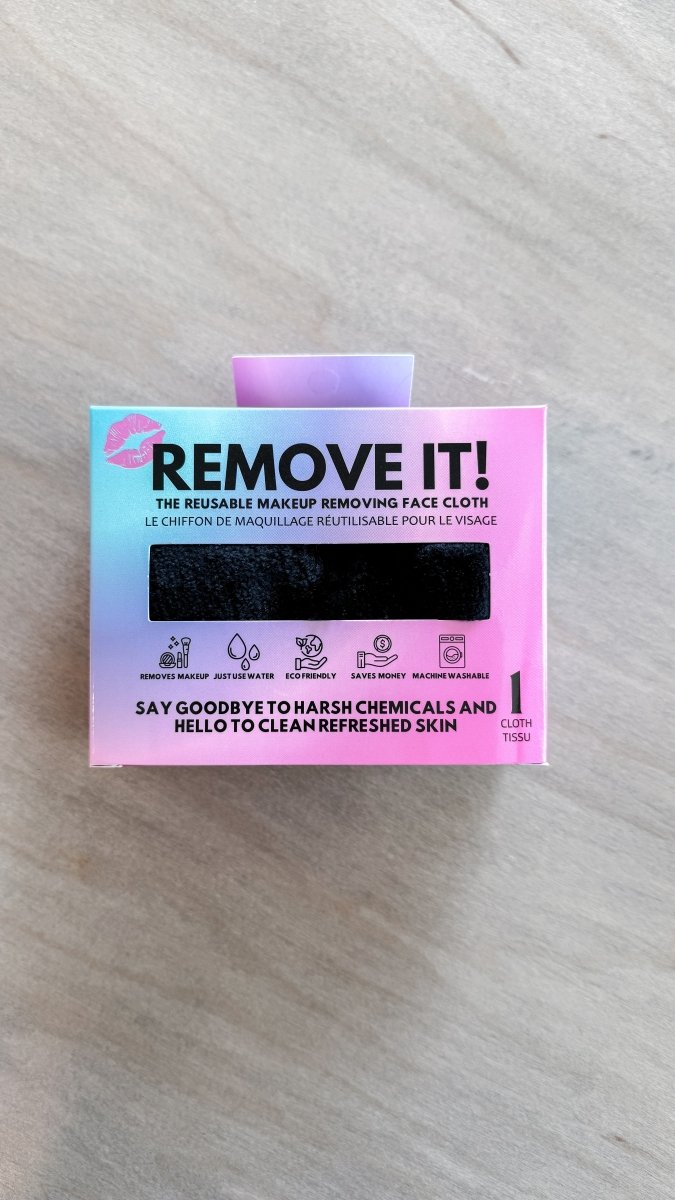 REMOVE IT!
THE REUSABLE MAKEUP REMOVING FACE CLOTH
LE CHIFFON DE MAQUILLAGE RÉUTILISABLE POUR LE VISAGE
REMOVES MAKEUP
JUST USE WATER
ECO FRIENDLY
SAVES MONEY
MACHINE WASHABLE
SAY GOODBYE TO HARSH CHEMICALS AND
HELLO TO CLEAN REFRESHED SKIN
1
CLOTH
TISSU